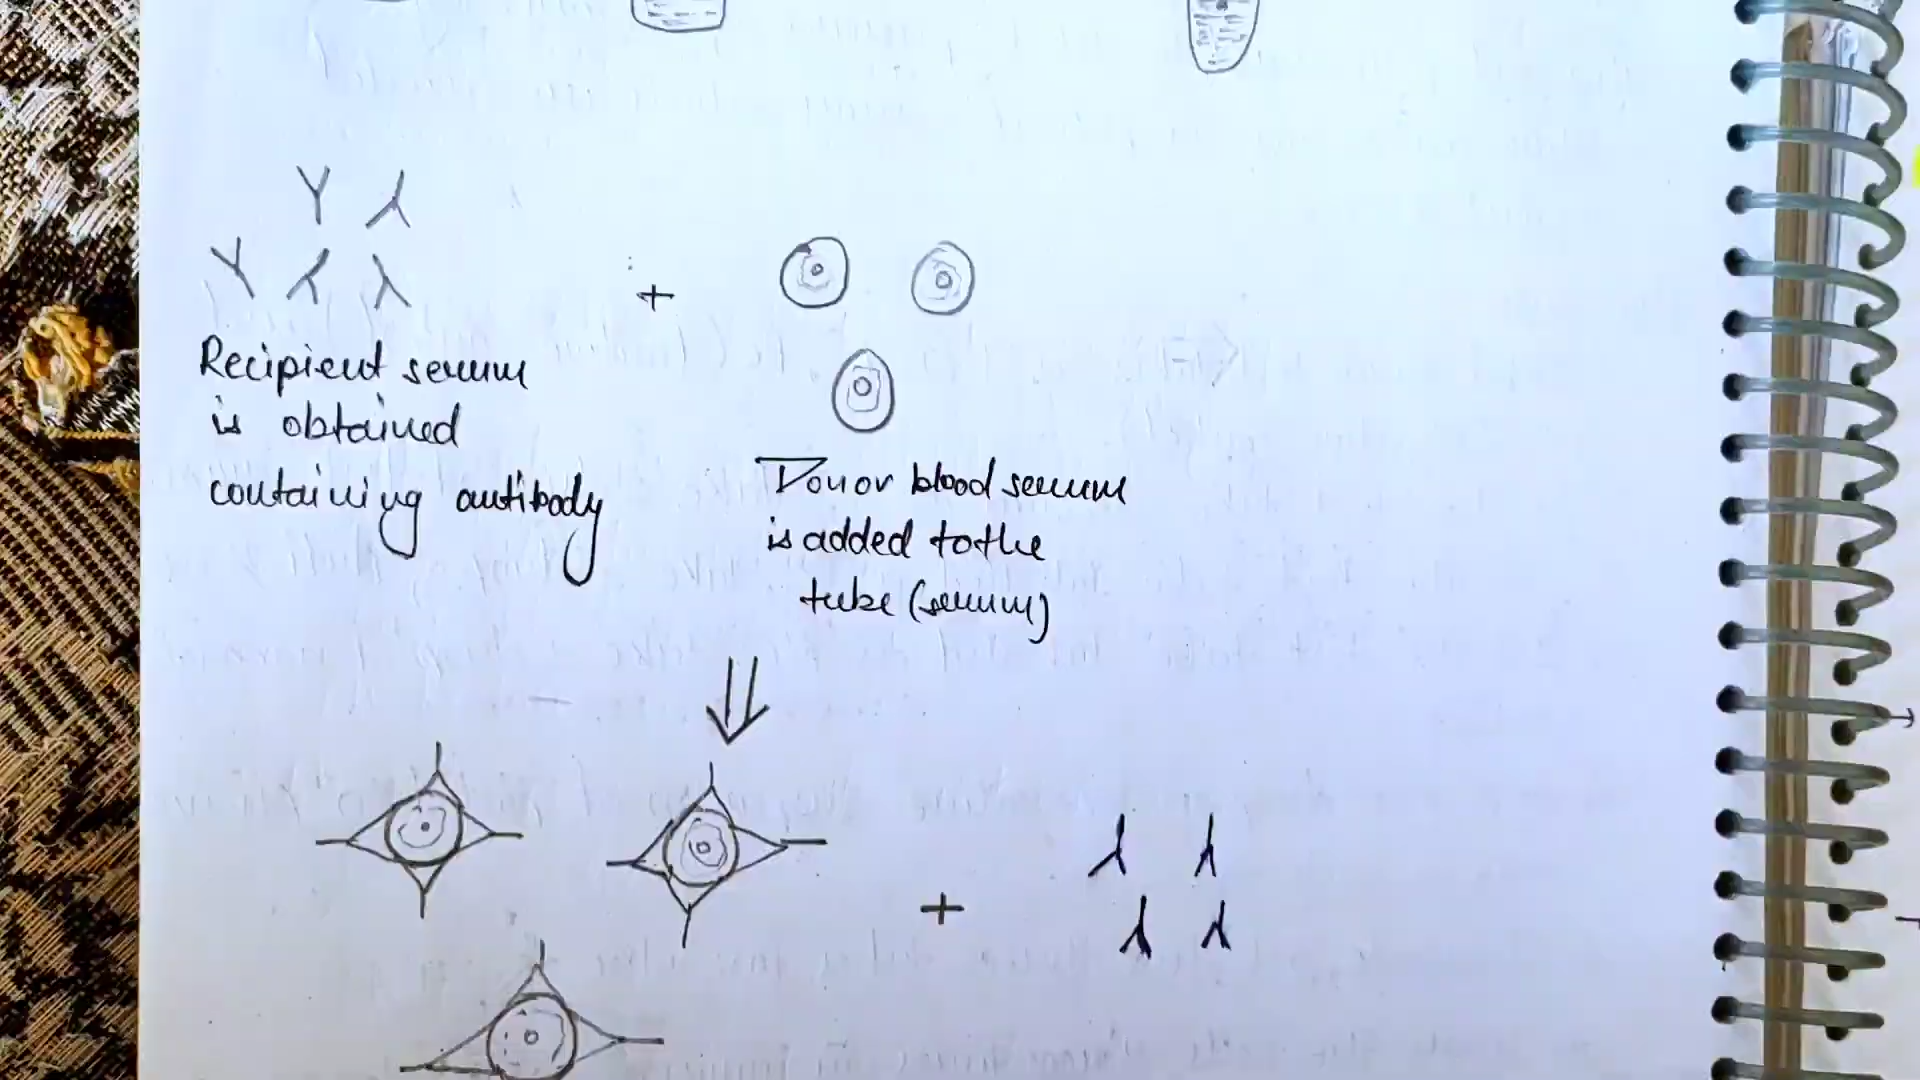 +
Recipient serum
is obtained
containing antibody
Donor blood serum
is added to the
tube (serum)
+